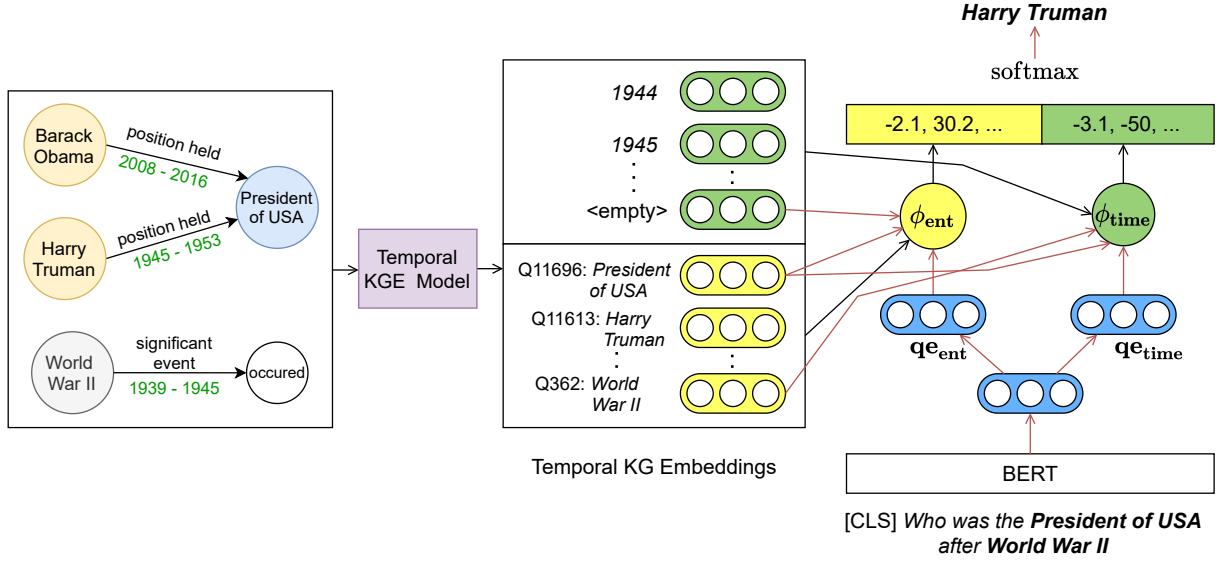 Barack
Obama
position held
2008 - 2016
President
of USA
Harry
Truman
position held
1945 - 1953
World
War II
significant
event
1939 - 1945
occured
Temporal
KGE Model
1944
1945
<empty>
Q11696: President
of USA
Q11613: Harry
Truman
Q362: World
War II
Temporal KG Embeddings
Harry Truman
softmax
-2.1, 30.2, ...
-3.1, -50, ...
ϕent
ϕtime
qeent
qetime
BERT
[CLS] Who was the President of USA
after World War II